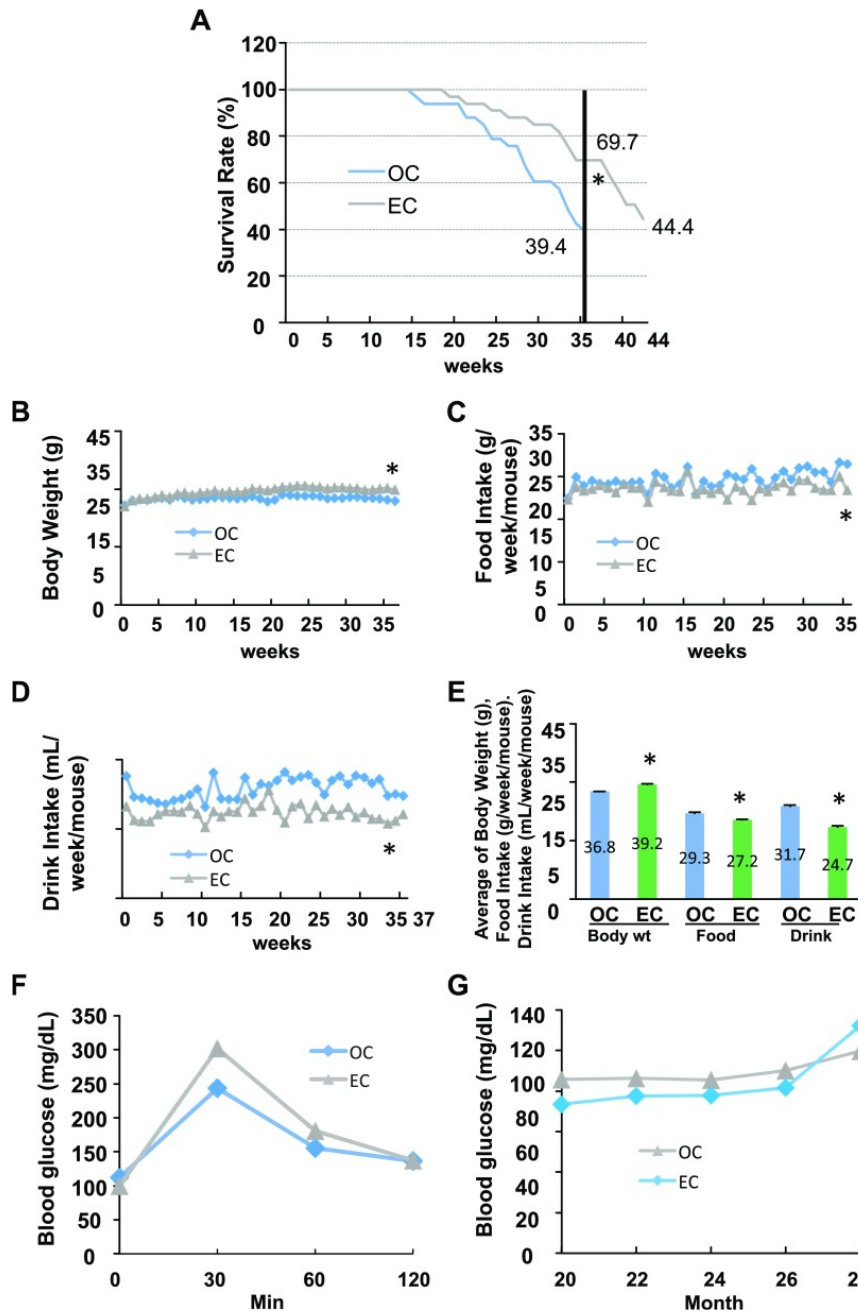 A
Survival Rate (%)
120
100
80
60
40
20
0
OC
EC
69.7
*
39.4
44.4
0 5 10 15 20 25 30 35 40 44
weeks
B
Body Weight (g)
45
35
25
15
0
*
OC
EC
0 5 10 15 20 25 30 35
weeks
C
Food Intake (g/
week/mouse)
35
30
25
20
15
10
5
0
*
OC
EC
0 5 10 15 20 25 30 35
weeks
D
Drink Intake (mL/
week/mouse)
OC
EC
*
0 5 10 15 20 25 30 35 37
weeks
E
Average of Body Weight (g),
Food Intake (g/week/mouse).
Drink Intake (mL/week/mouse)
45
35
25
15
0
* * *
36.8 39.2 29.3 27.2 31.7 24.7
OC EC OC EC OC EC
Body wt Food Drink
F
Blood glucose (mg/dL)
350
300
250
200
150
100
50
0
OC
EC
0 30 60 120
Min
G
Blood glucose (mg/dL)
140
120
100
80
60
40
20
0
OC
EC
20 22 24 26 2
Month